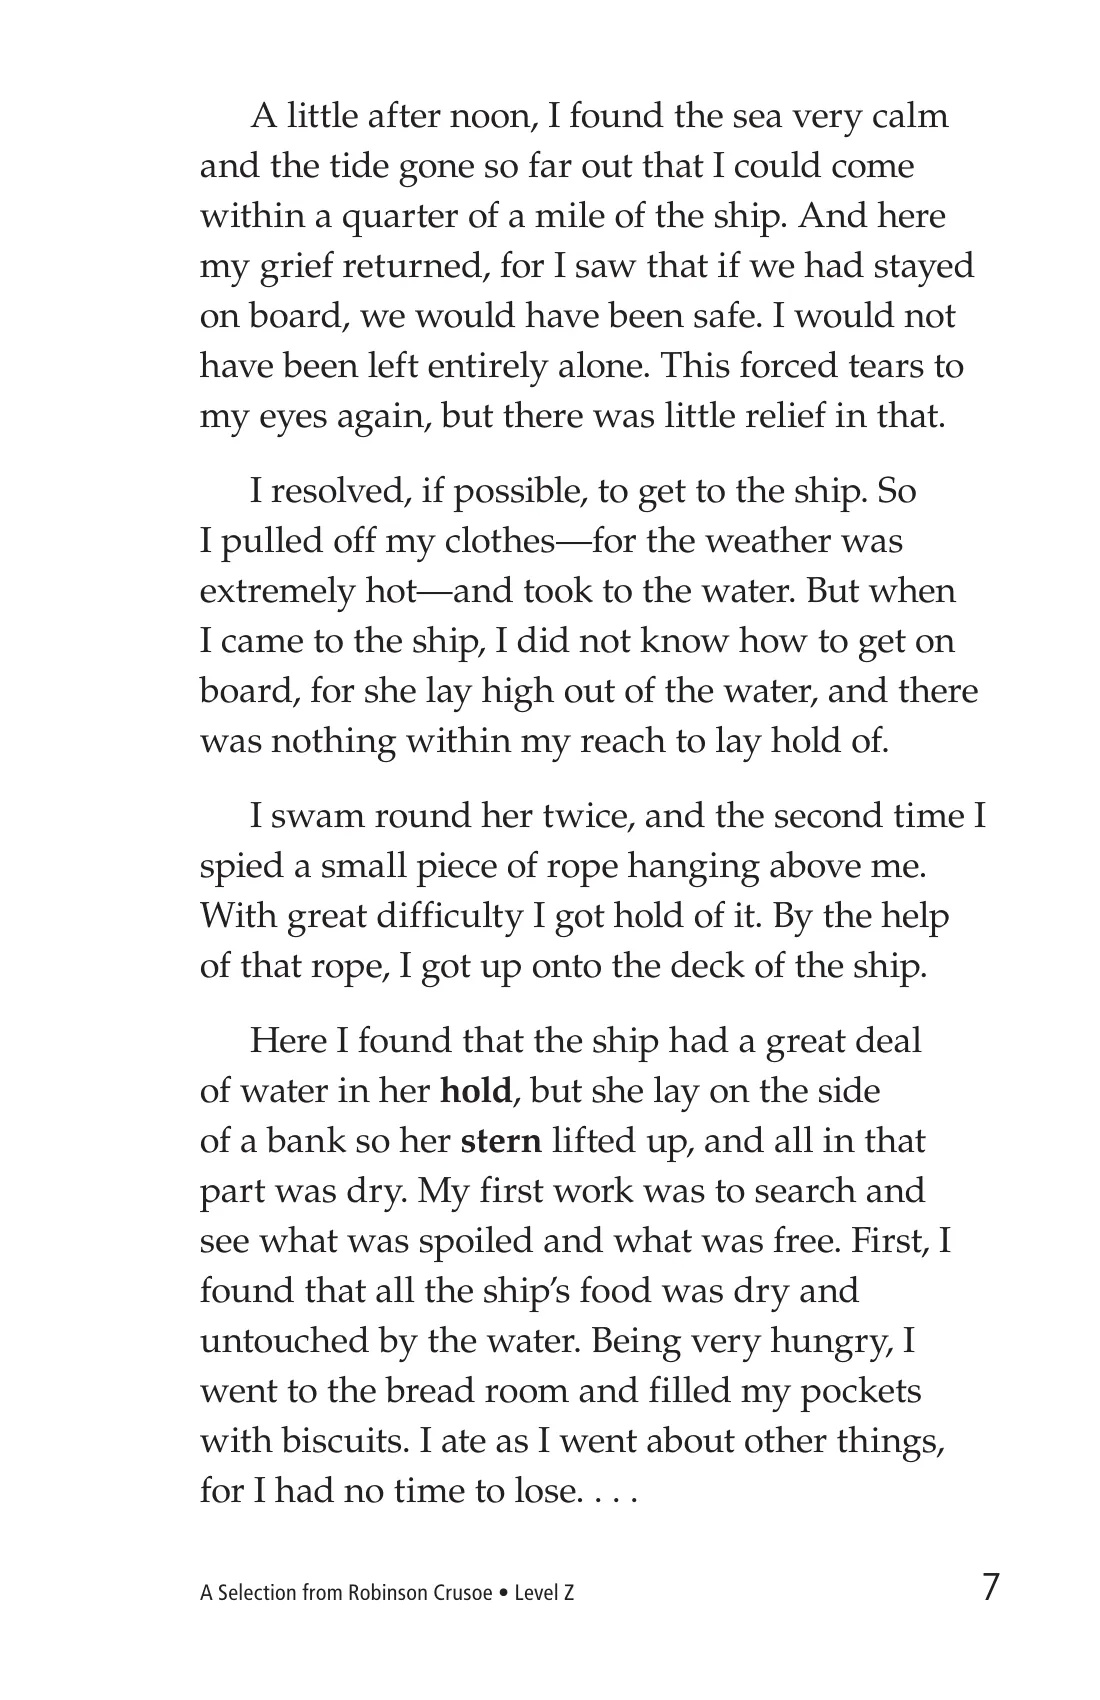 A little after noon, I found the sea very calm
and the tide gone so far out that I could come
within a quarter of a mile of the ship. And here
my grief returned, for I saw that if we had stayed
on board, we would have been safe. I would not
have been left entirely alone. This forced tears to
my eyes again, but there was little relief in that.
I resolved, if possible, to get to the ship. So
I pulled off my clothes—for the weather was
extremely hot—and took to the water. But when
I came to the ship, I did not know how to get on
board, for she lay high out of the water, and there
was nothing within my reach to lay hold of.
I swam round her twice, and the second time I
spied a small piece of rope hanging above me.
With great difficulty I got hold of it. By the help
of that rope, I got up onto the deck of the ship.
Here I found that the ship had a great deal
of water in her hold, but she lay on the side
of a bank so her stern lifted up, and all in that
part was dry. My first work was to search and
see what was spoiled and what was free. First, I
found that all the ship’s food was dry and
untouched by the water. Being very hungry, I
went to the bread room and filled my pockets
with biscuits. I ate as I went about other things,
for I had no time to lose. . . .
A Selection from Robinson Crusoe • Level Z
7